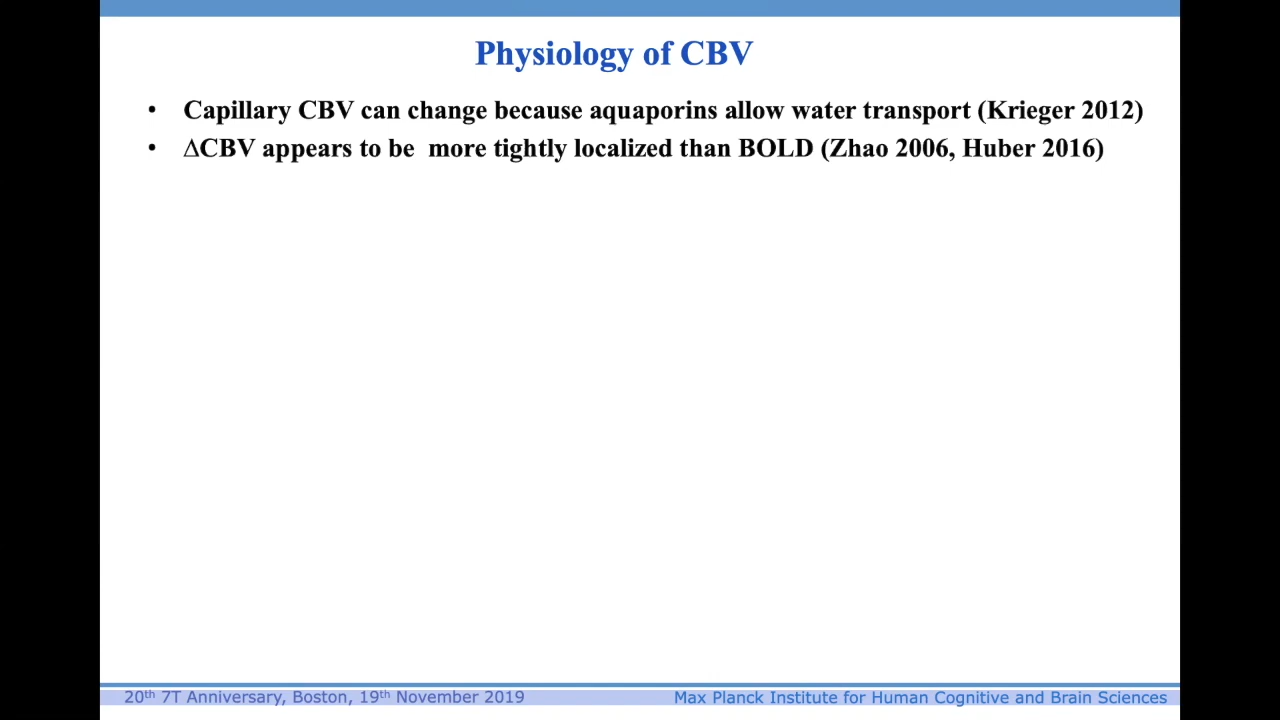 Physiology of CBV
• Capillary CBV can change because aquaporins allow water transport (Krieger 2012)
• ∆CBV appears to be  more tightly localized than BOLD (Zhao 2006, Huber 2016)
20th 7T Anniversary, Boston, 19th November 2019
Max Planck Institute for Human Cognitive and Brain Sciences